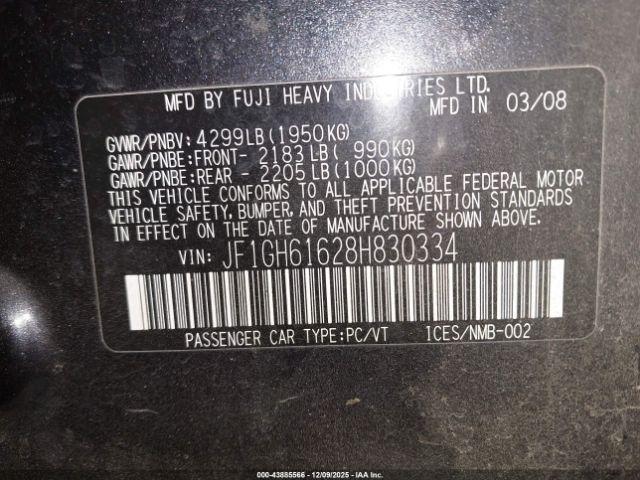 MFD BY FUJI HEAVY INDUSTRIES LTD.
MFD IN 03/08
GVWR/PNBV: 4299LB(1950KG)
GAWR/PNBE:FRONT- 2183LB( 990KG)
GAWR/PNBE:REAR - 2205LB(1000KG)
THIS VEHICLE CONFORMS TO ALL APPLICABLE FEDERAL MOTOR
VEHICLE SAFETY, BUMPER, AND THEFT PREVENTION STANDARDS
IN EFFECT ON THE DATE OF MANUFACTURE SHOWN ABOVE.
VIN: JF1GH61628H830334
PASSENGER CAR TYPE:PC/VT ICES/NMB-002
000-43885566 - 12/09/2025 - IAA Inc.